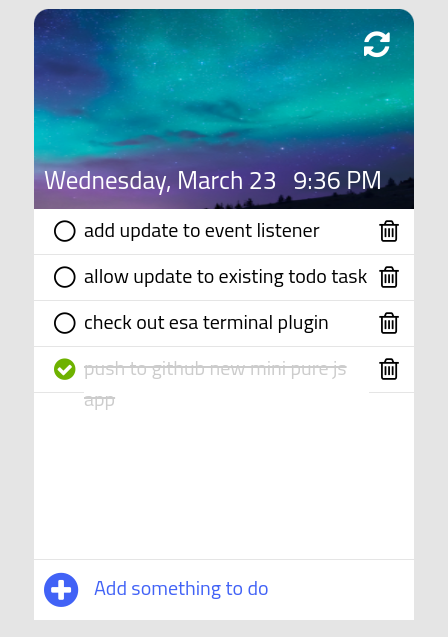 Wednesday, March 23 9:36 PM
add update to event listener
allow update to existing todo task
check out esa terminal plugin
push to github new mini pure js
app
Add something to do